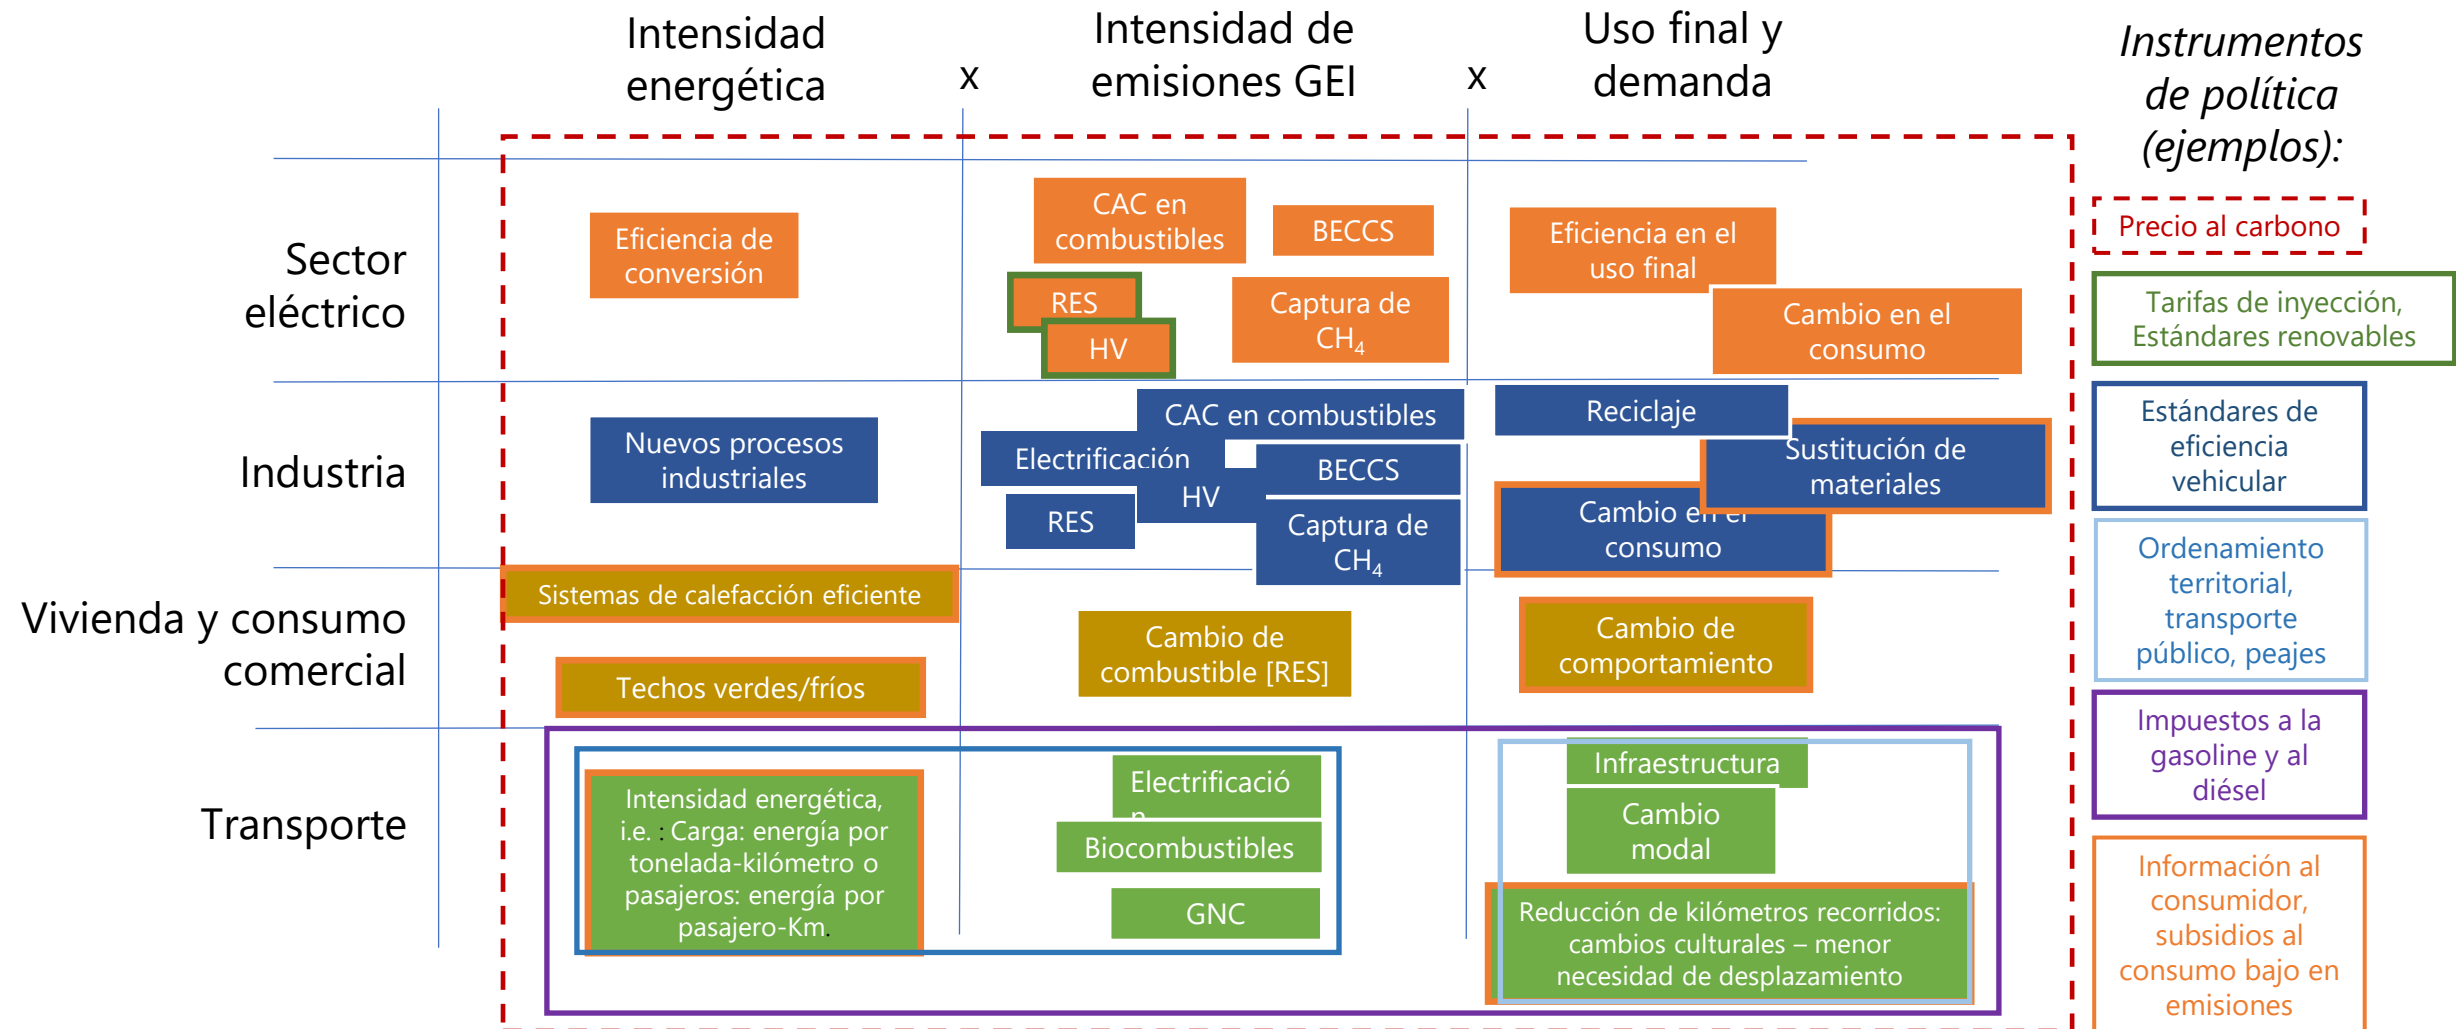 Intensidad
energética
x
Intensidad de
emisiones GEI
x
Uso final y
demanda
Instrumentos
de política
(ejemplos):
Sector
eléctrico
Eficiencia de
conversión
CAC en
combustibles
BECCS
RES
HV
Captura de
CH₄
Eficiencia en el
uso final
Cambio en el
consumo
Industria
Nuevos procesos
industriales
CAC en combustibles
Electrificación
BECCS
HV
RES
Captura de
CH₄
Reciclaje
Sustitución de
materiales
Cambio en el
consumo
Vivienda y consumo
comercial
Sistemas de calefacción eficiente
Techos verdes/fríos
Cambio de
combustible [RES]
Cambio de
comportamiento
Transporte
Intensidad energética,
i.e. : Carga: energía por
tonelada-kilómetro o
pasajeros: energía por
pasajero-Km.
Electrificació
n
Biocombustibles
GNC
Infraestructura
Cambio
modal
Reducción de kilómetros recorridos:
cambios culturales – menor
necesidad de desplazamiento
Precio al carbono
Tarifas de inyección,
Estándares renovables
Estándares de
eficiencia
vehicular
Ordenamiento
territorial,
transporte
público, peajes
Impuestos a la
gasoline y al
diésel
Información al
consumidor,
subsidios al
consumo bajo en
emisiones